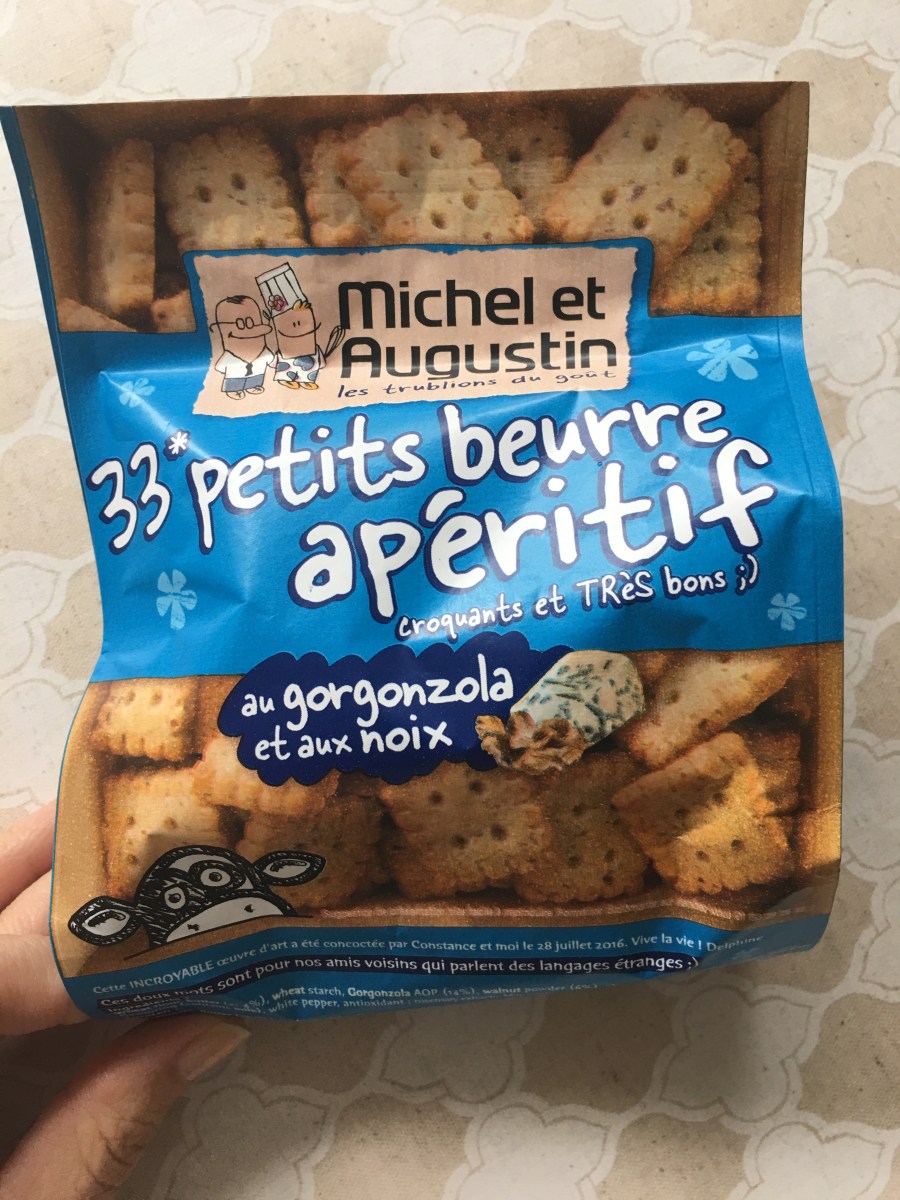 Michel et
Augustin
les trublions du goût
33* petits beurre
apéritif
croquants et TRèS bons ;)
au gorgonzola
et aux noix
Cette INCROYABLE œuvre d'art a été concoctée par Constance et moi le 28 juillet 2016. Vive la vie ! Delphine
Ces doux mots sont pour nos amis voisins qui parlent des langages étranges ;)
wheat starch, Gorgonzola AOP (14%), walnut powder (6%)
white pepper, antioxidant